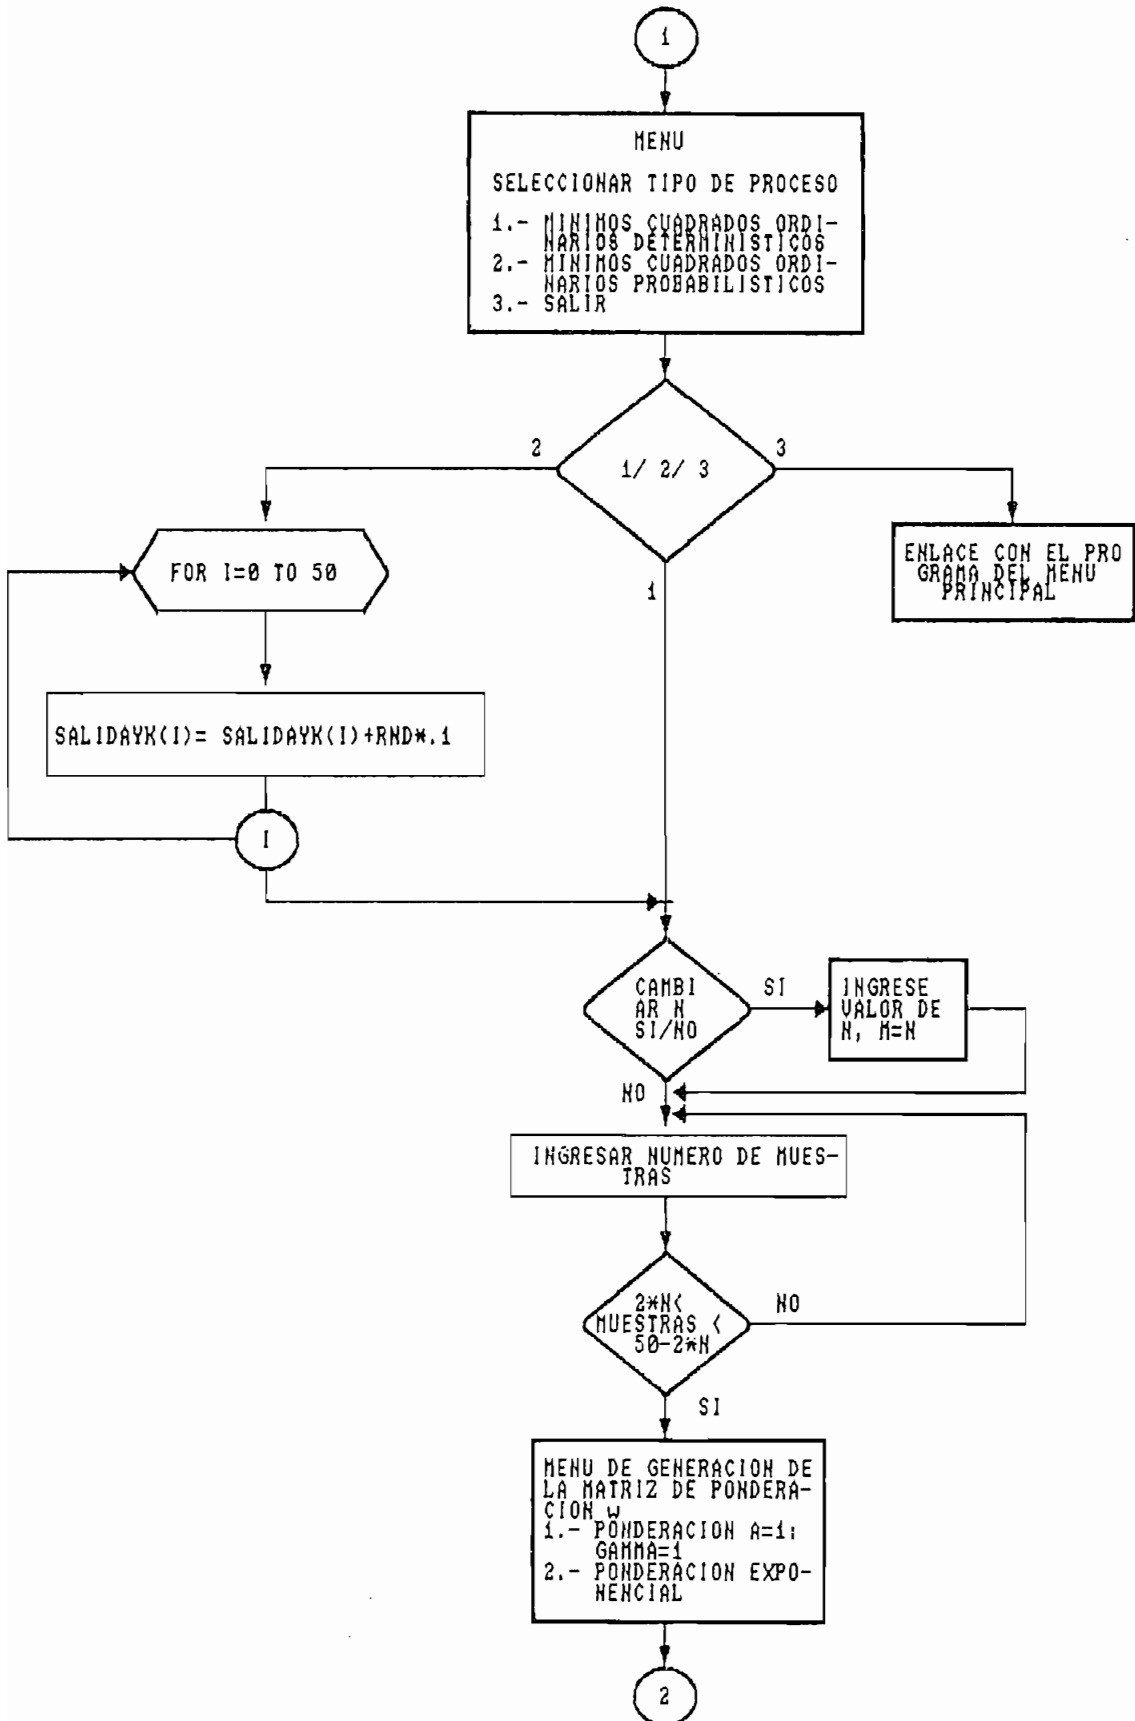 1
MENU
SELECCIONAR TIPO DE PROCESO
1.- MINIMOS CUADRADOS ORDI-
NARIOS DETERMINISTICOS
2.- MINIMOS CUADRADOS ORDI-
NARIOS PROBABILISTICOS
3.- SALIR
2
1/ 2/ 3
3
1
FOR I=0 TO 50
ENLACE CON EL PRO
GRAMA DEL MENU
PRINCIPAL
SALIDAYK(I)= SALIDAYK(I)+RND*.1
I
CAMBI
AR N
SI/NO
SI
INGRESE
VALOR DE
N, M=N
NO
INGRESAR NUMERO DE MUES-
TRAS
2*N<
MUESTRAS <
50-2*N
NO
SI
MENU DE GENERACION DE
LA MATRIZ DE PONDERA-
CION W
1.- PONDERACION A=1;
GAMMA=1
2.- PONDERACION EXPO-
NENCIAL
2